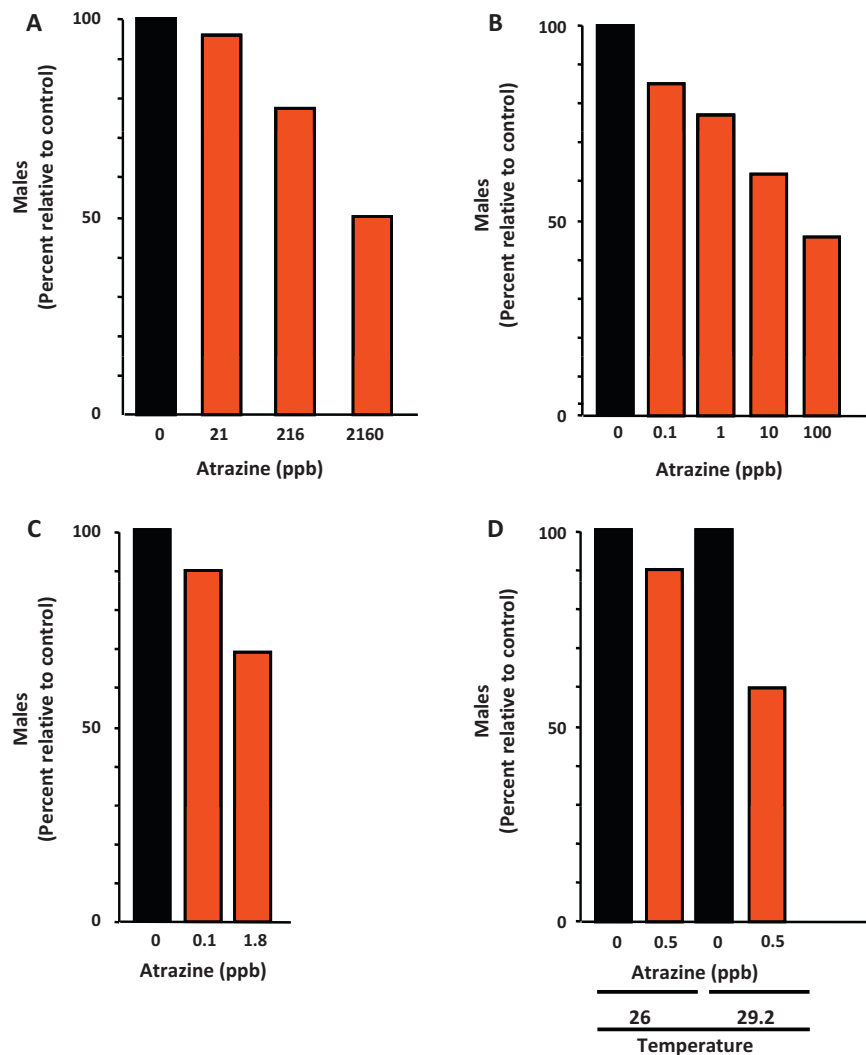 A
Males
(Percent relative to control)
100
50
0
0 21 216 2160
Atrazine (ppb)
B
Males
(Percent relative to control)
100
50
0
0 0.1 1 10 100
Atrazine (ppb)
C
Males
(Percent relative to control)
100
50
0
0 0.1 1.8
Atrazine (ppb)
D
Males
(Percent relative to control)
100
50
0
0 0.5 0 0.5
Atrazine (ppb)
26 29.2
Temperature